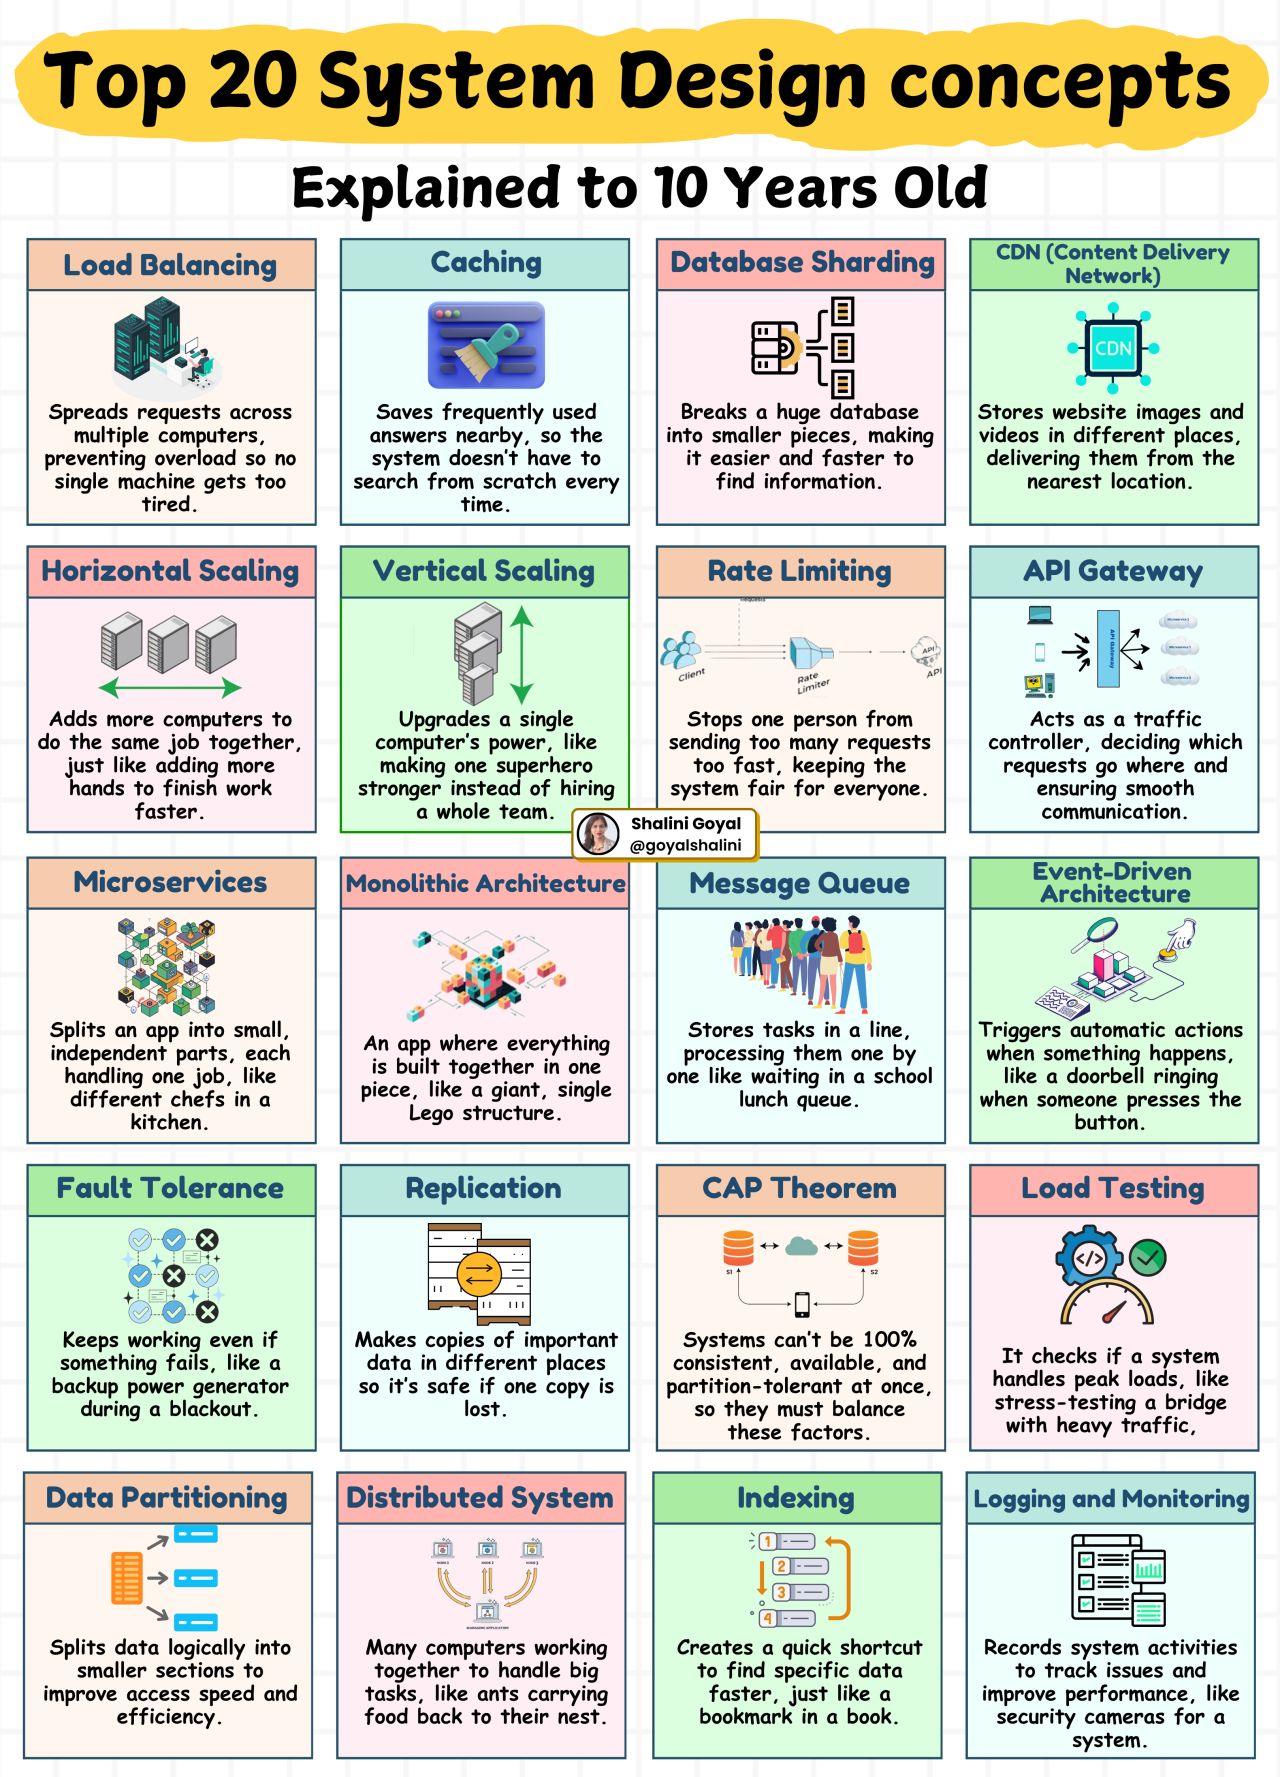 Top 20 System Design concepts
Explained to 10 Years Old
Load Balancing
Spreads requests across
multiple computers,
preventing overload so no
single machine gets too
tired.
Caching
Saves frequently used
answers nearby, so the
system doesn't have to
search from scratch every
time.
Database Sharding
Breaks a huge database
into smaller pieces, making
it easier and faster to
find information.
CDN (Content Delivery
Network)
CDN
Stores website images and
videos in different places,
delivering them from the
nearest location.
Horizontal Scaling
Adds more computers to
do the same job together,
just like adding more
hands to finish work
faster.
Vertical Scaling
Upgrades a single
computer's power, like
making one superhero
stronger instead of hiring
a whole team.
Rate Limiting
Requests
Client
Rate
Limiter
API
API
Stops one person from
sending too many requests
too fast, keeping the
system fair for everyone.
API Gateway
API Gateway
Microservice 1
Microservice 2
Acts as a traffic
controller, deciding which
requests go where and
ensuring smooth
communication.
Shalini Goyal
@goyalshalini
Microservices
Splits an app into small,
independent parts, each
handling one job, like
different chefs in a
kitchen.
Monolithic Architecture
An app where everything
is built together in one
piece, like a giant, single
Lego structure.
Message Queue
Stores tasks in a line,
processing them one by
one like waiting in a school
lunch queue.
Event-Driven
Architecture
Triggers automatic actions
when something happens,
like a doorbell ringing
when someone presses the
button.
Fault Tolerance
Keeps working even if
something fails, like a
backup power generator
during a blackout.
Replication
Makes copies of important
data in different places
so it's safe if one copy is
lost.
CAP Theorem
S1
S2
Systems can't be 100%
consistent, available, and
partition-tolerant at once,
so they must balance
these factors.
Load Testing
</>
It checks if a system
handles peak loads, like
stress-testing a bridge
with heavy traffic,
Data Partitioning
Splits data logically into
smaller sections to
improve access speed and
efficiency.
Distributed System
NODE 1
NODE 2
NODE 3
MANAGING APPLICATION
Many computers working
together to handle big
tasks, like ants carrying
food back to their nest.
Indexing
1
2
3
4
Creates a quick shortcut
to find specific data
faster, just like a
bookmark in a book.
Logging and Monitoring
Records system activities
to track issues and
improve performance, like
security cameras for a
system.